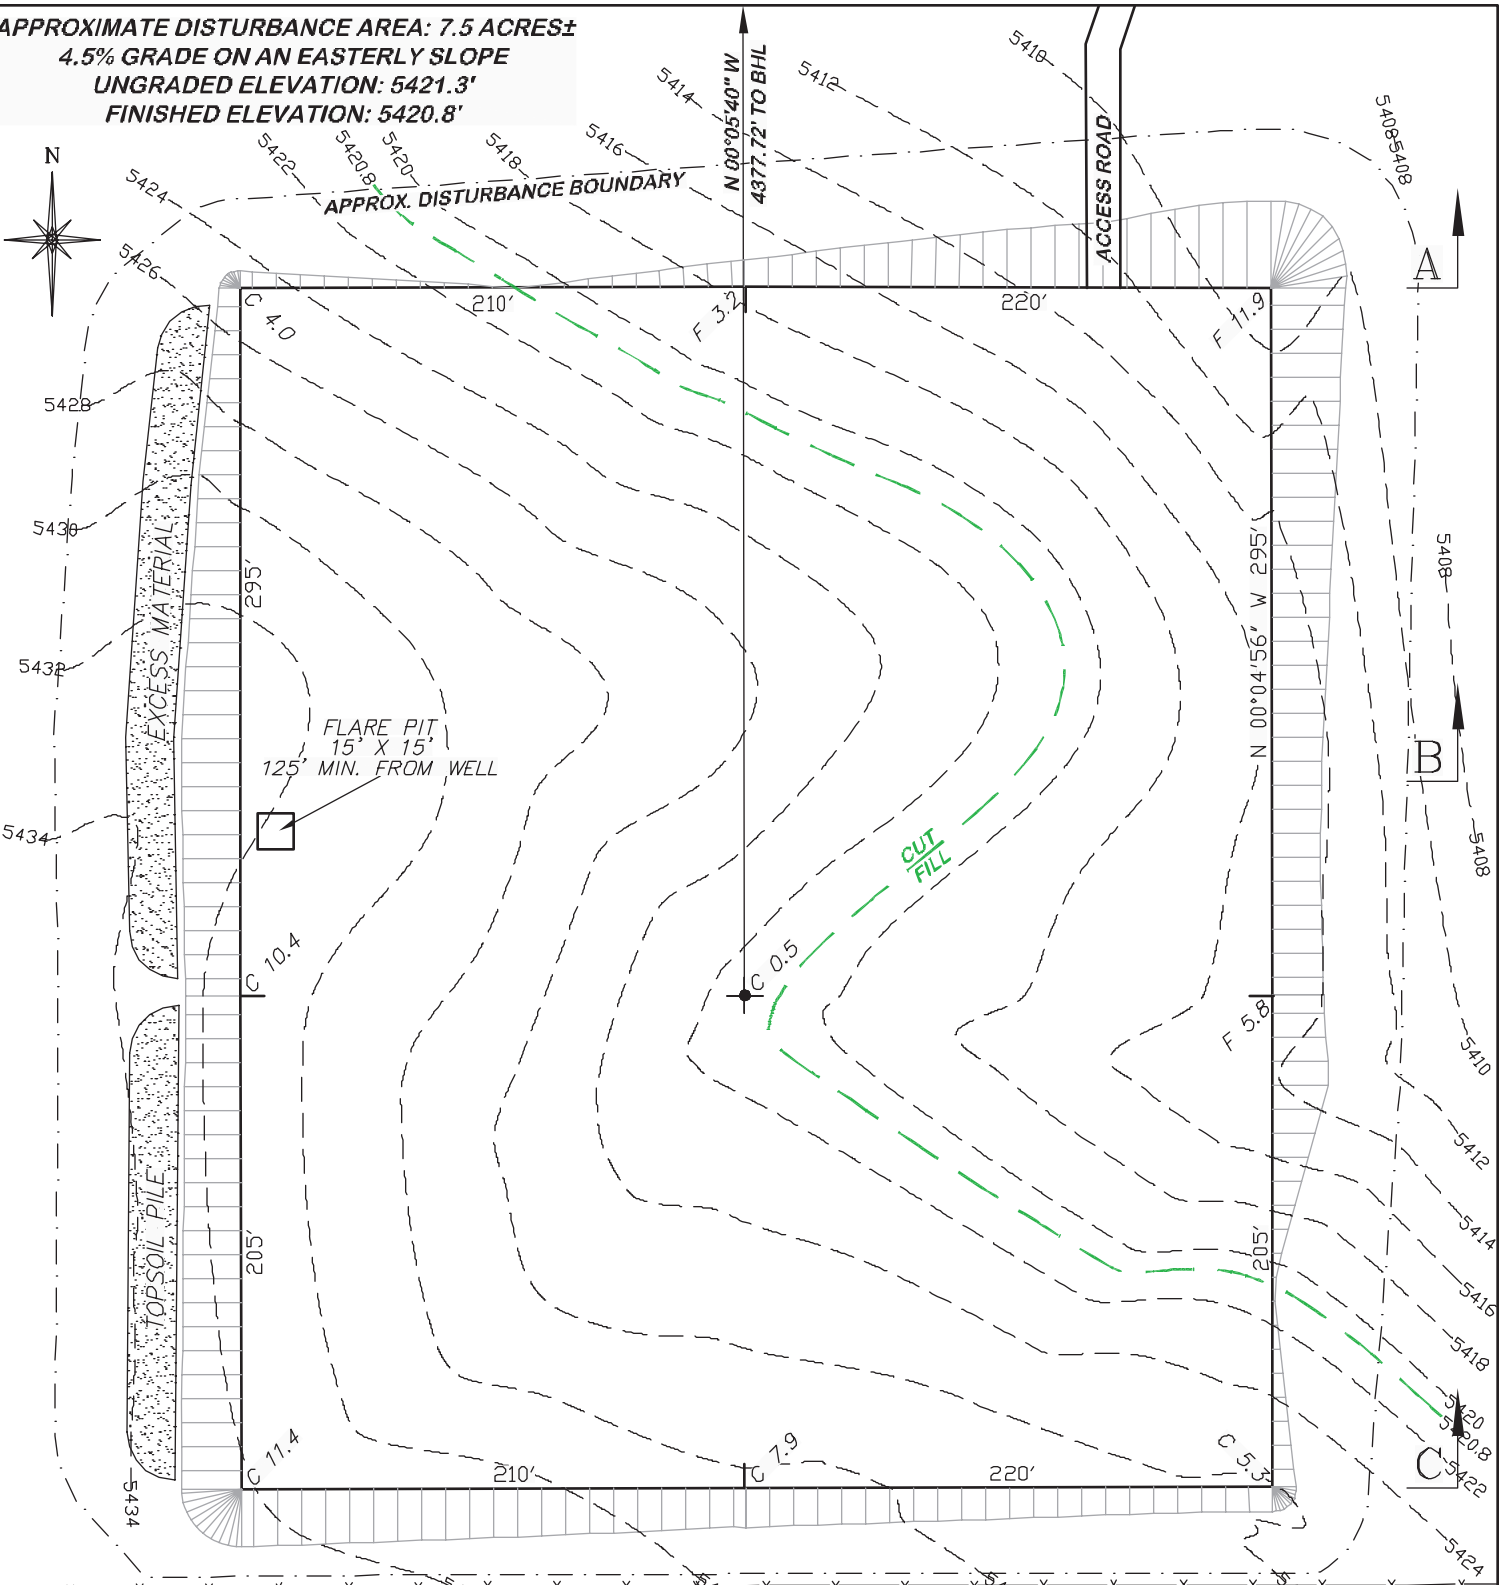 APPROXIMATE DISTURBANCE AREA: 7.5 ACRES±
4.5% GRADE ON AN EASTERLY SLOPE
UNGRADED ELEVATION: 5421.3'
FINISHED ELEVATION: 5420.8'
N
5422
5420.8
5420
5418
5416
5414
5412
5410
5408
5408
N 00°05'40" W
4377.72' TO BHL
ACCESS ROAD
APPROX. DISTURBANCE BOUNDARY
5424
5426
A
C 4.0
210'
F 3.2
220'
F 11.9
5428
5430
EXCESS MATERIAL
295'
N 00°04'56" W 295'
5408
5432
FLARE PIT
15' X 15'
125' MIN. FROM WELL
B
5434
CUT
FILL
5408
C 10.4
C 0.5
F 5.8
5410
5412
TOPSOIL PILE
205'
205'
5414
5416
5418
5420
5420.8
5422
5424
C 11.4
210'
C 7.9
220'
C 5.3
C
5434